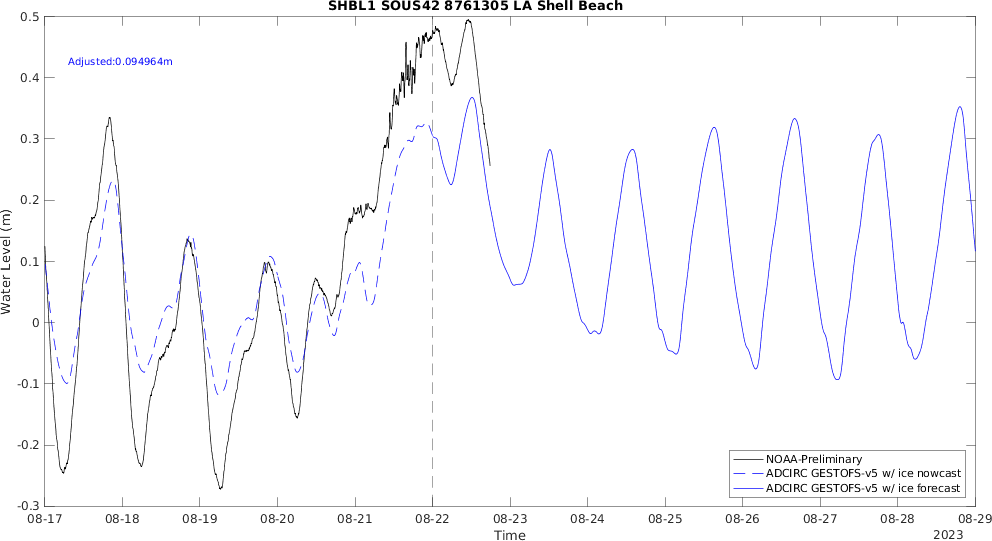 SHBL1 SOUS42 8761305 LA Shell Beach
Adjusted:0.094964m
Water Level (m)
0.5
0.4
0.3
0.2
0.1
0
-0.1
-0.2
-0.3
NOAA-Preliminary
ADCIRC GESTOFS-v5 w/ ice nowcast
ADCIRC GESTOFS-v5 w/ ice forecast
08-17 08-18 08-19 08-20 08-21 08-22 08-23 08-24 08-25 08-26 08-27 08-28 08-29
Time
2023